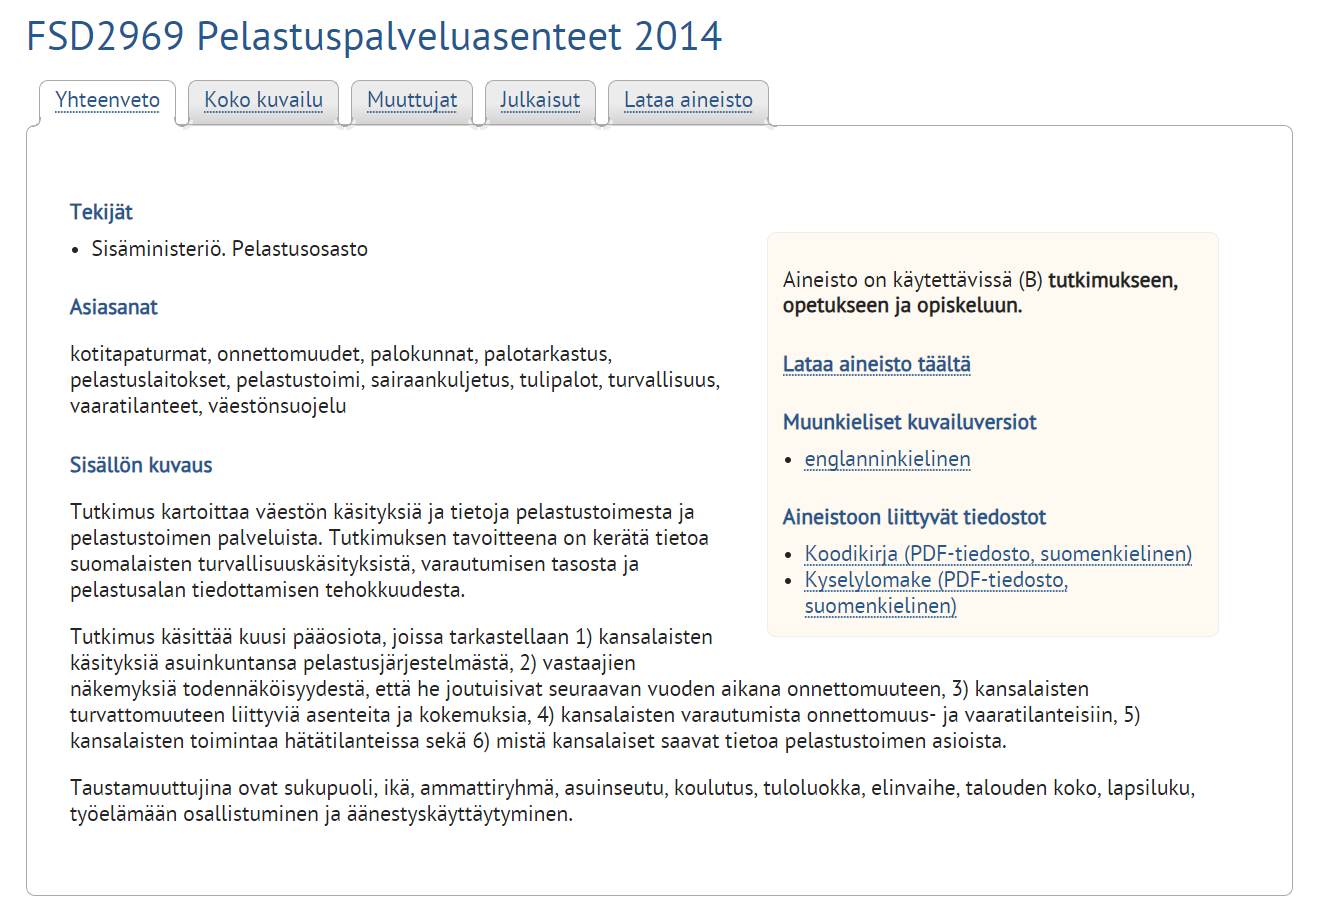 FSD2969 Pelastuspalveluasenteet 2014
Yhteenveto
Koko kuvailu
Muuttujat
Julkaisut
Lataa aineisto
Tekijät
• Sisäministeriö. Pelastusosasto
Asiasanat
kotitapaturmat, onnettomuudet, palokunnat, palotarkastus,
pelastuslaitokset, pelastustoimi, sairaankuljetus, tulipalot, turvallisuus,
vaaratilanteet, väestönsuojelu
Sisällön kuvaus
Tutkimus kartoittaa väestön käsityksiä ja tietoja pelastustoimesta ja
pelastustoimen palveluista. Tutkimuksen tavoitteena on kerätä tietoa
suomalaisten turvallisuuskäsityksistä, varautumisen tasosta ja
pelastusalan tiedottamisen tehokkuudesta.
Tutkimus käsittää kuusi pääosiota, joissa tarkastellaan 1) kansalaisten
käsityksiä asuinkuntansa pelastusjärjestelmästä, 2) vastaajien
näkemyksiä todennäköisyydestä, että he joutuisivat seuraavan vuoden aikana onnettomuuteen, 3) kansalaisten
turvattomuuteen liittyviä asenteita ja kokemuksia, 4) kansalaisten varautumista onnettomuus- ja vaaratilanteisiin, 5)
kansalaisten toimintaa hätätilanteissa sekä 6) mistä kansalaiset saavat tietoa pelastustoimen asioista.
Taustamuuttujina ovat sukupuoli, ikä, ammattiryhmä, asuinseutu, koulutus, tuloluokka, elinvaihe, talouden koko, lapsiluku,
työelämään osallistuminen ja äänestyskäyttäytyminen.
Aineisto on käytettävissä (B) tutkimukseen,
opetukseen ja opiskeluun.
Lataa aineisto täältä
Muunkieliset kuvailuversiot
• englanninkielinen
Aineistoon liittyvät tiedostot
• Koodikirja (PDF-tiedosto, suomenkielinen)
• Kyselylomake (PDF-tiedosto,
suomenkielinen)